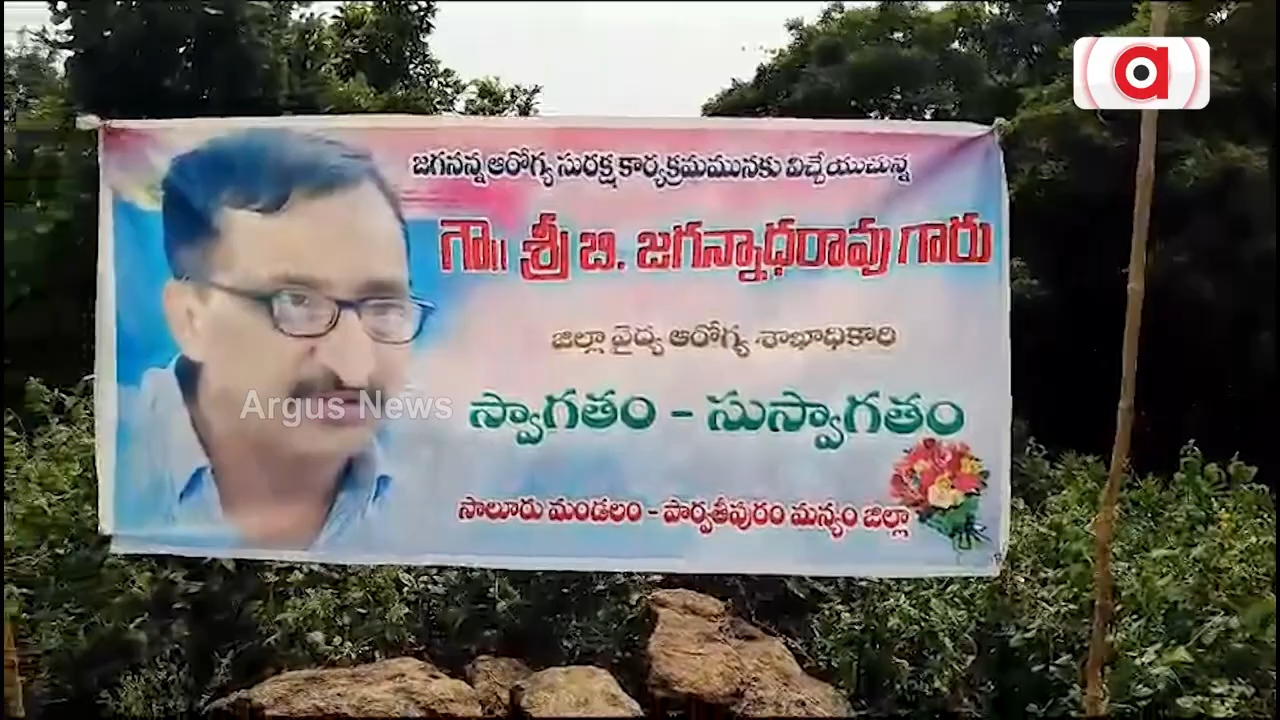 a
జగనన్న ఆరోగ్య సురక్ష కార్యక్రమమునకు విచ్చేయుచున్న
గౌ॥ శ్రీ బి. జగన్నాధరావు గారు
జిల్లా వైద్య ఆరోగ్య శాఖాధికారి
Argus News
స్వాగతం - సుస్వాగతం
సాలూరు మండలం - పార్వతీపురం మన్యం జిల్లా